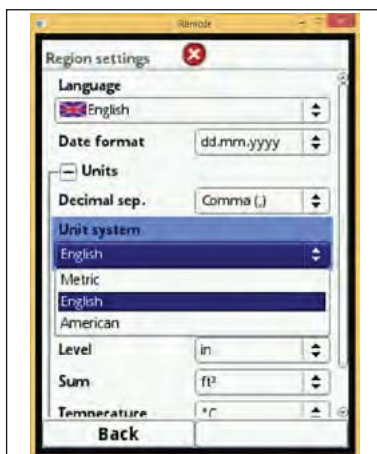 Remote
Region settings
Language
English
Date format dd.mm.yyyy
Units
Decimal sep. Comma (,)
Unit system
English
Metric
English
American
Level in
Sum ft³
Temperature °C
Back